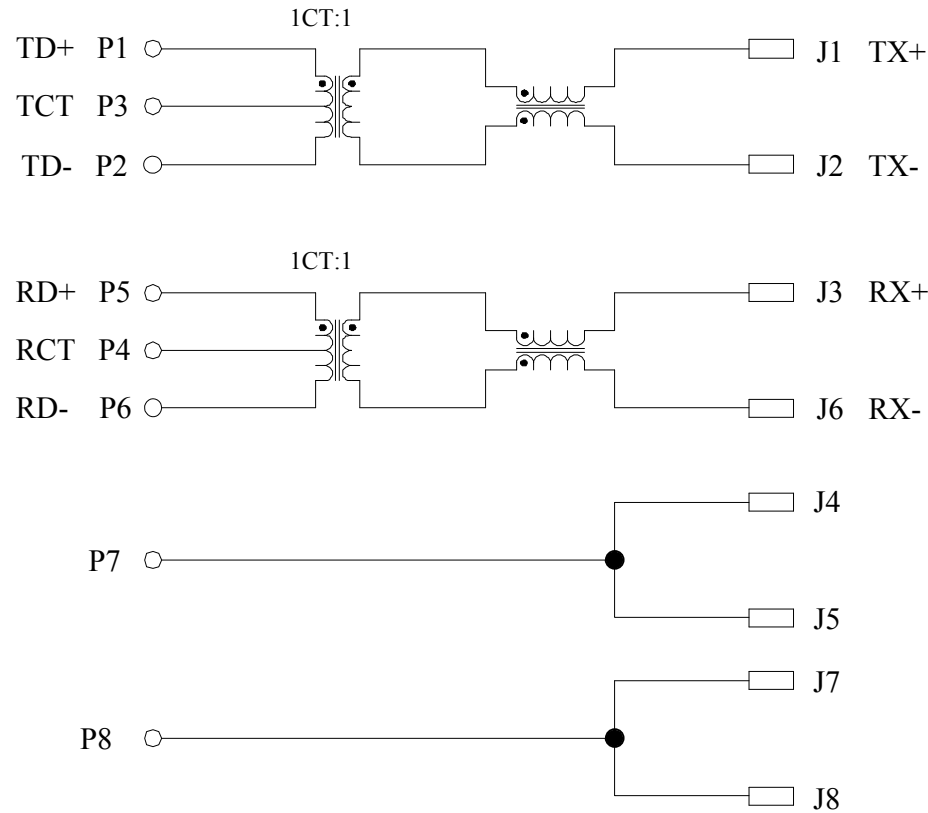 1CT:1
TD+ P1 J1 TX+
TCT P3
TD- P2 J2 TX-
1CT:1
RD+ P5 J3 RX+
RCT P4
RD- P6 J6 RX-
J4
P7
J5
J7
P8
J8